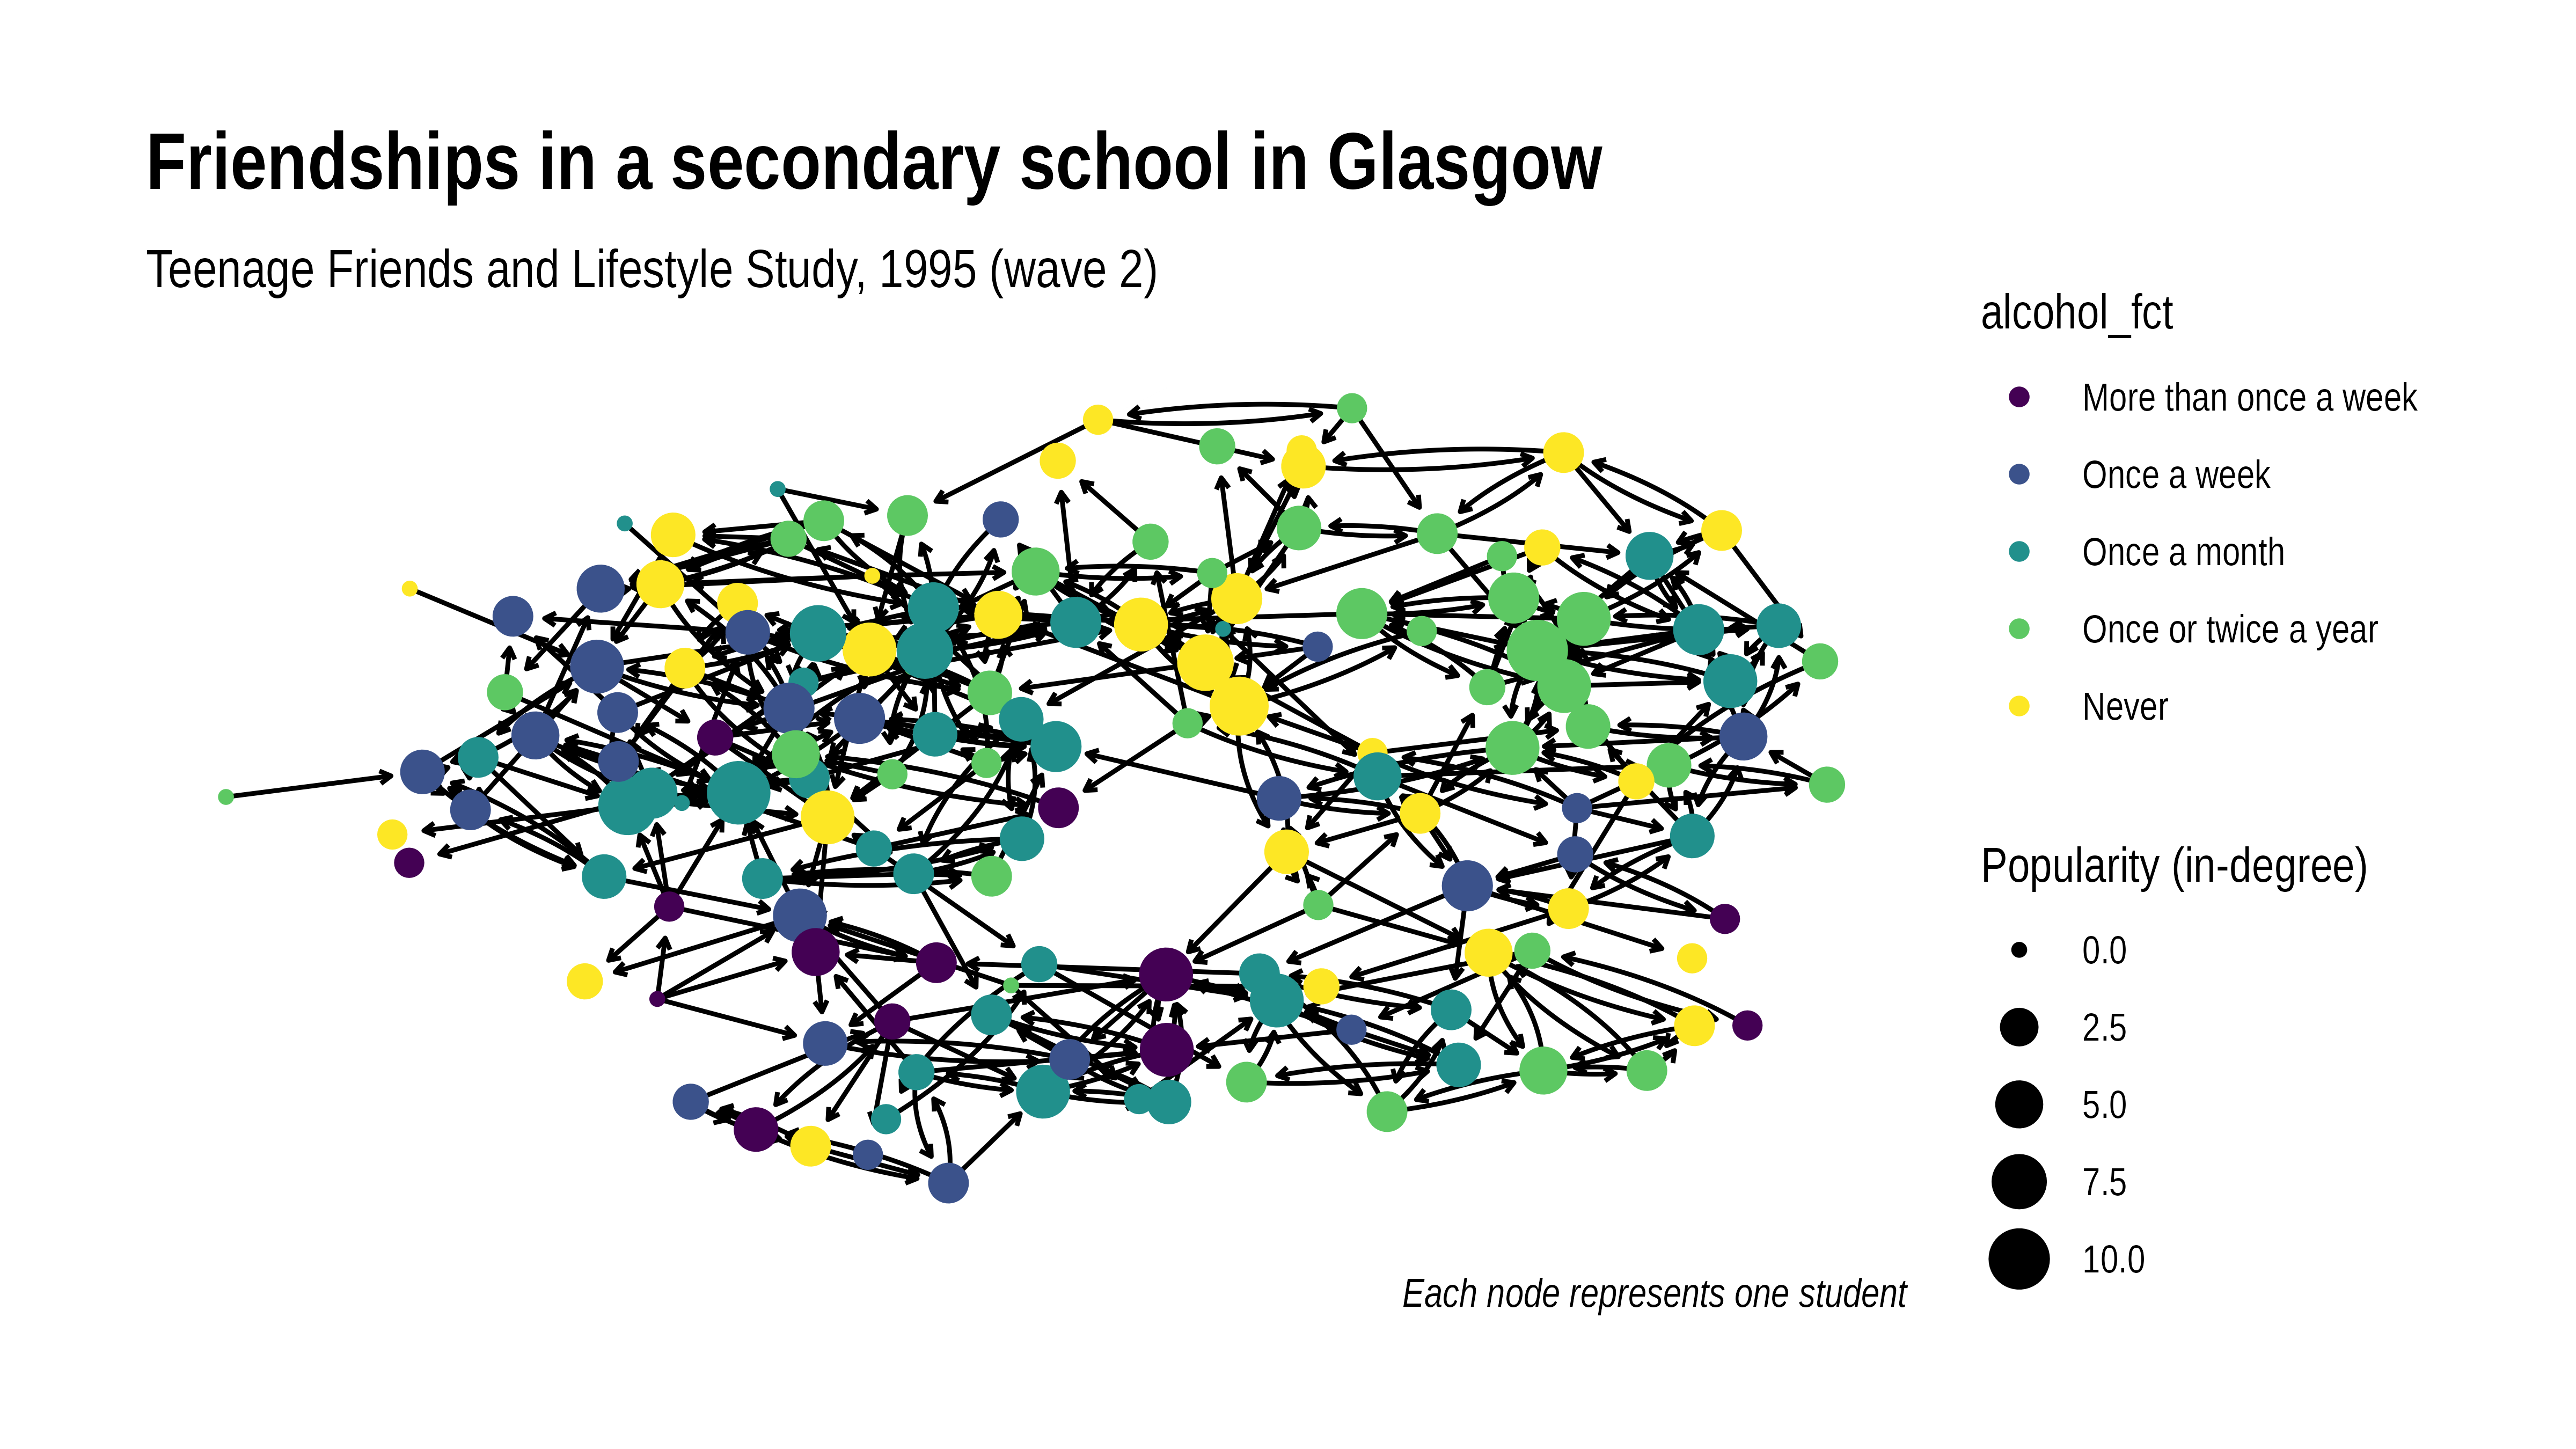 Friendships in a secondary school in Glasgow
Teenage Friends and Lifestyle Study, 1995 (wave 2)
alcohol_fct
More than once a week
Once a week
Once a month
Once or twice a year
Never
Popularity (in-degree)
0.0
2.5
5.0
7.5
10.0
Each node represents one student